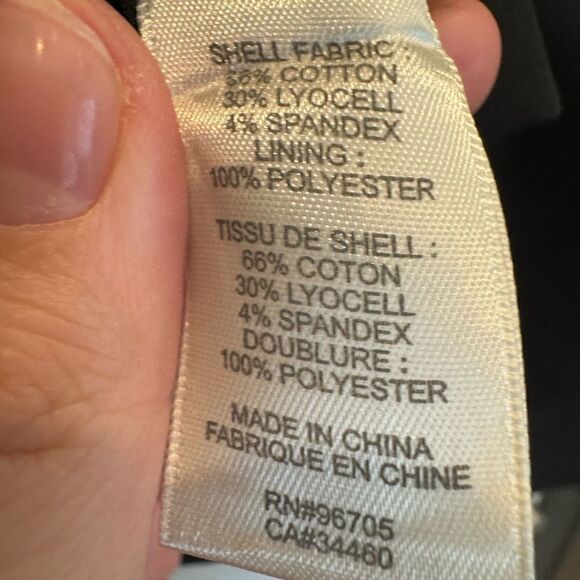 SHELL FABRIC :
66% COTTON
30% LYOCELL
4% SPANDEX
LINING :
100% POLYESTER
TISSU DE SHELL :
66% COTON
30% LYOCELL
4% SPANDEX
DOUBLURE :
100% POLYESTER
MADE IN CHINA
FABRIQUE EN CHINE
RN#96705
CA#34460